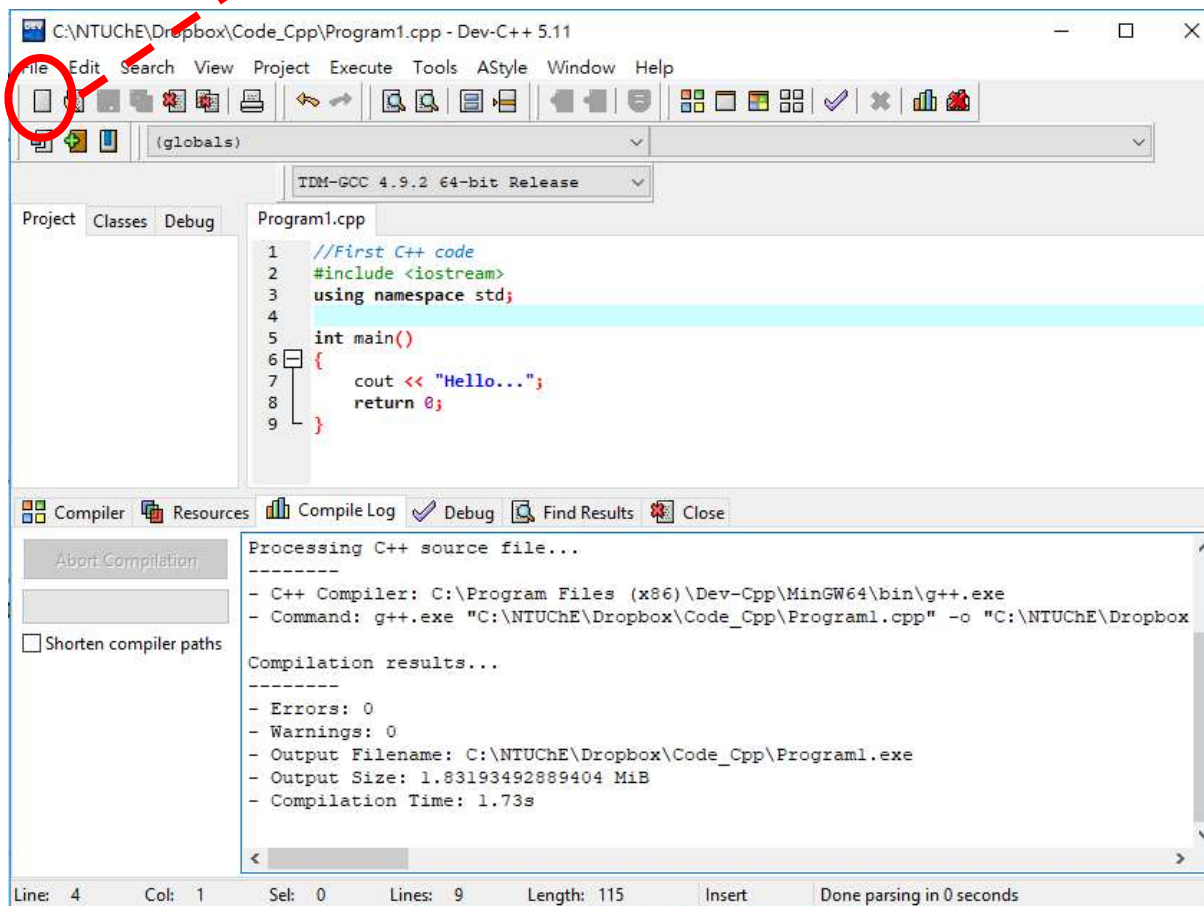 C:\NTUChE\Dropbox\Code_Cpp\Program1.cpp - Dev-C++ 5.11
File Edit Search View Project Execute Tools AStyle Window Help
(globals)
TDM-GCC 4.9.2 64-bit Release
Project Classes Debug
Program1.cpp
1 //First C++ code
2 #include <iostream>
3 using namespace std;
4
5 int main()
6 {
7 cout << "Hello...";
8 return 0;
9 }
Compiler Resources Compile Log Debug Find Results Close
Abort Compilation
Shorten compiler paths
Processing C++ source file...
--------
- C++ Compiler: C:\Program Files (x86)\Dev-Cpp\MinGW64\bin\g++.exe
- Command: g++.exe "C:\NTUChE\Dropbox\Code_Cpp\Program1.cpp" -o "C:\NTUChE\Dropbox
Compilation results...
--------
- Errors: 0
- Warnings: 0
- Output Filename: C:\NTUChE\Dropbox\Code_Cpp\Program1.exe
- Output Size: 1.83193492889404 MiB
- Compilation Time: 1.73s
Line: 4 Col: 1 Sel: 0 Lines: 9 Length: 115 Insert Done parsing in 0 seconds